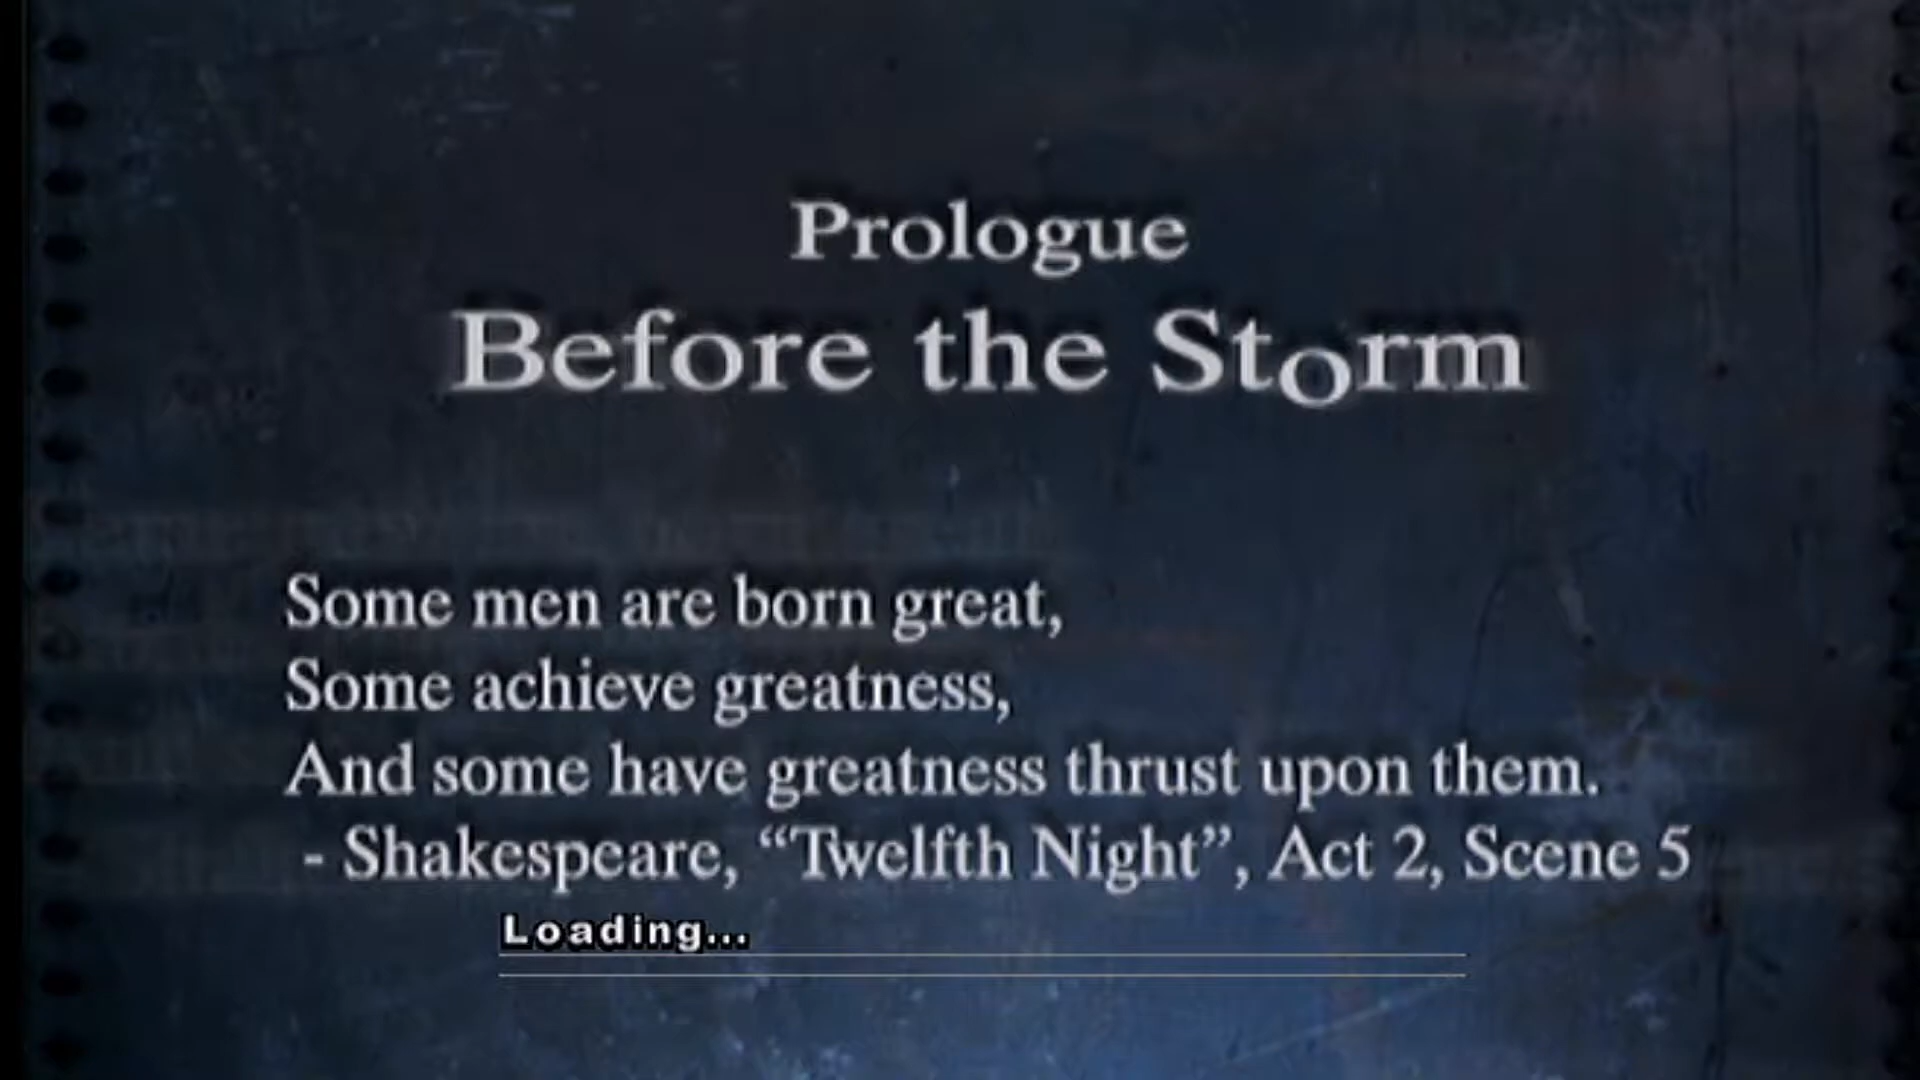 Prologue
Before the Storm
Some men are born great,
Some achieve greatness,
And some have greatness thrust upon them.
- Shakespeare, “Twelfth Night”, Act 2, Scene 5
Loading...